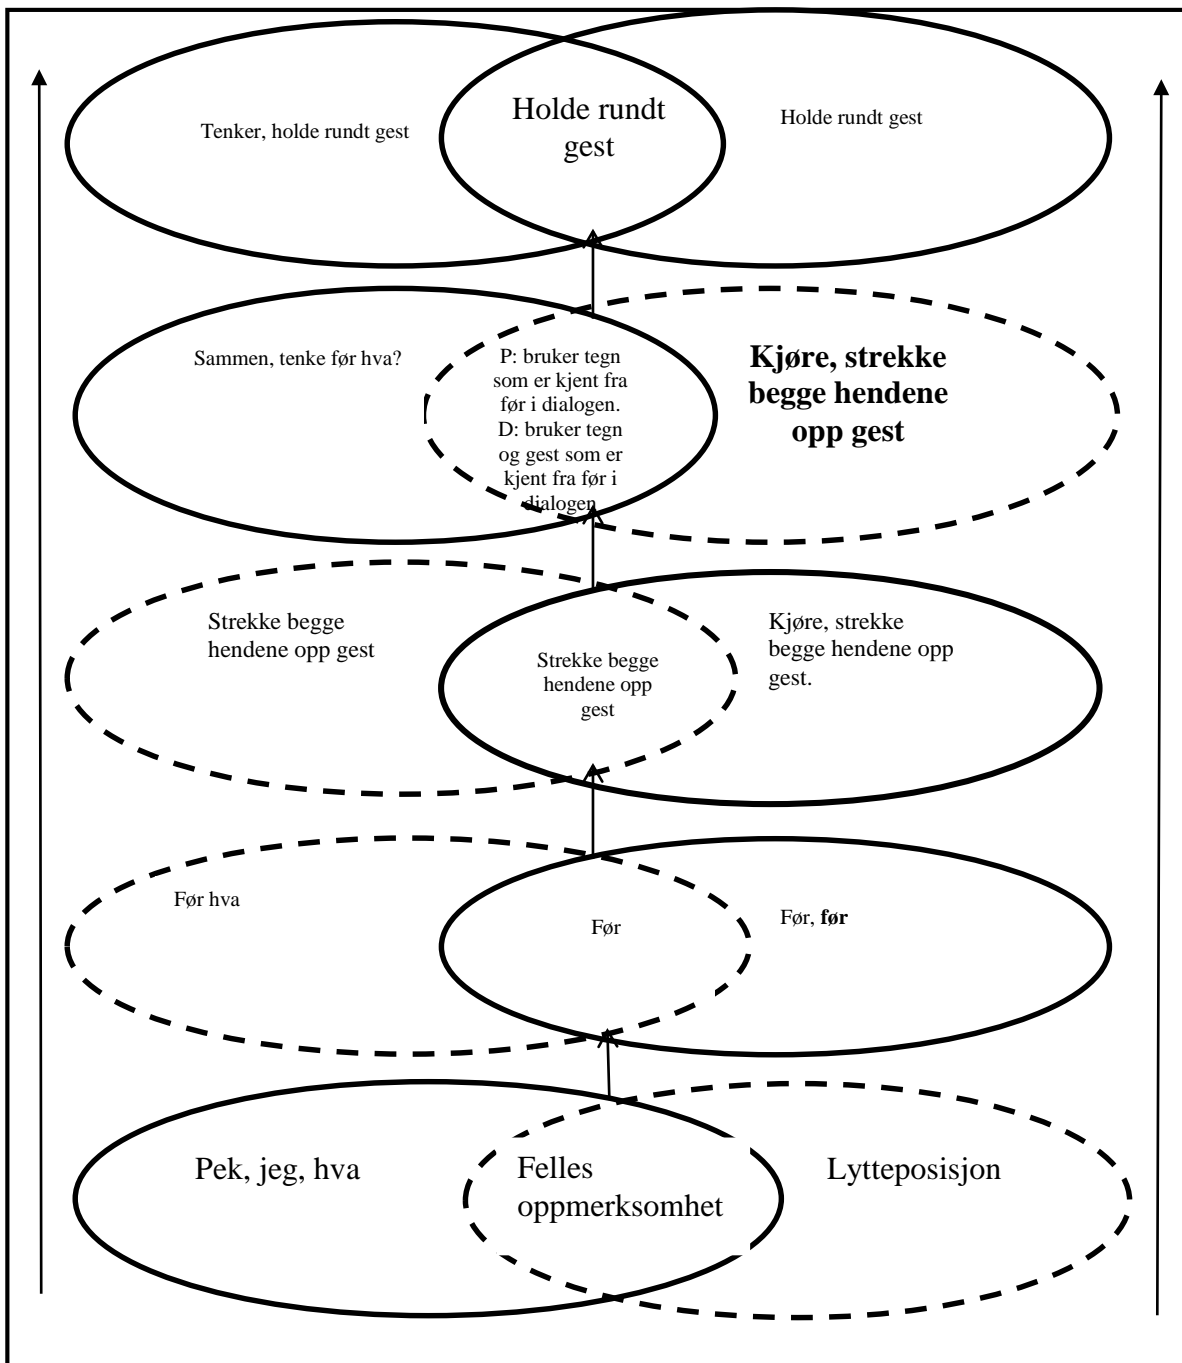 Tenker, holde rundt gest
Holde rundt
gest
Holde rundt gest
Sammen, tenke før hva?
P: bruker tegn
som er kjent fra
før i dialogen.
D: bruker tegn
og gest som er
kjent fra før i
dialogen
Kjøre, strekke
begge hendene
opp gest
Strekke begge
hendene opp gest
Strekke begge
hendene opp
gest
Kjøre, strekke
begge hendene opp
gest.
Før hva
Før
Før, før
Pek, jeg, hva
Felles
oppmerksomhet
Lytteposisjon